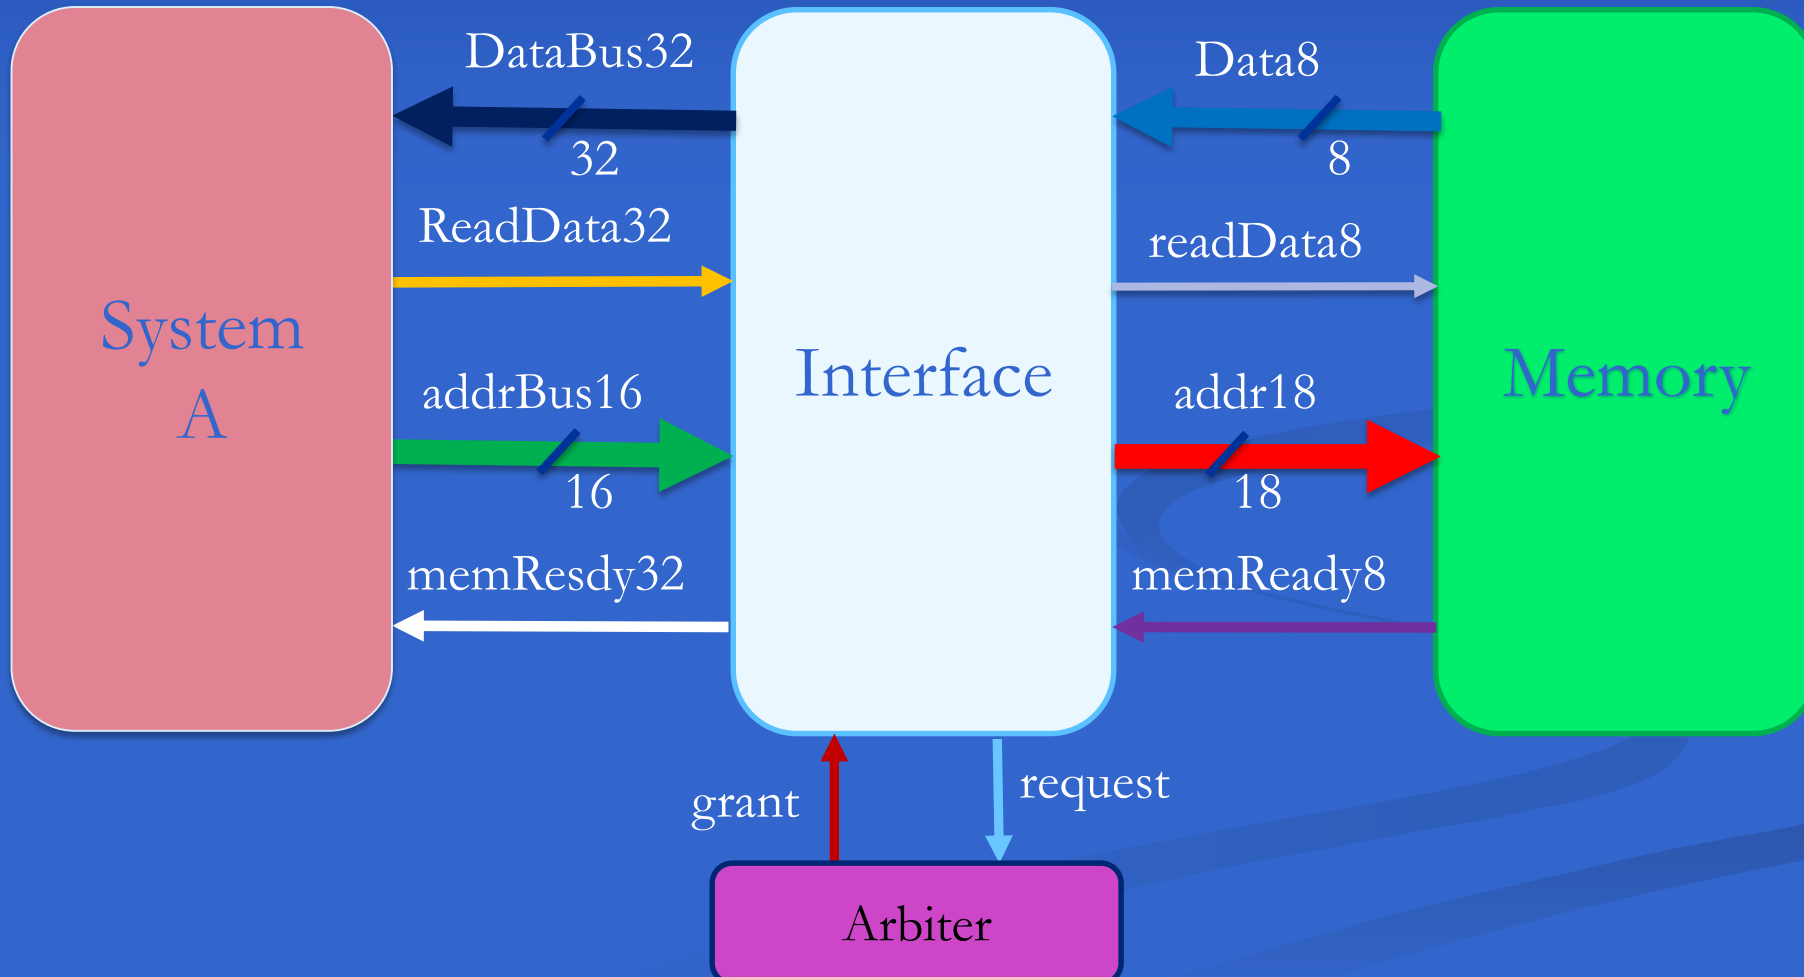 DataBus32
32
ReadData32
addrBus16
16
memResdy32
System
A
Interface
Data8
8
readData8
addr18
18
memReady8
Memory
grant
request
Arbiter